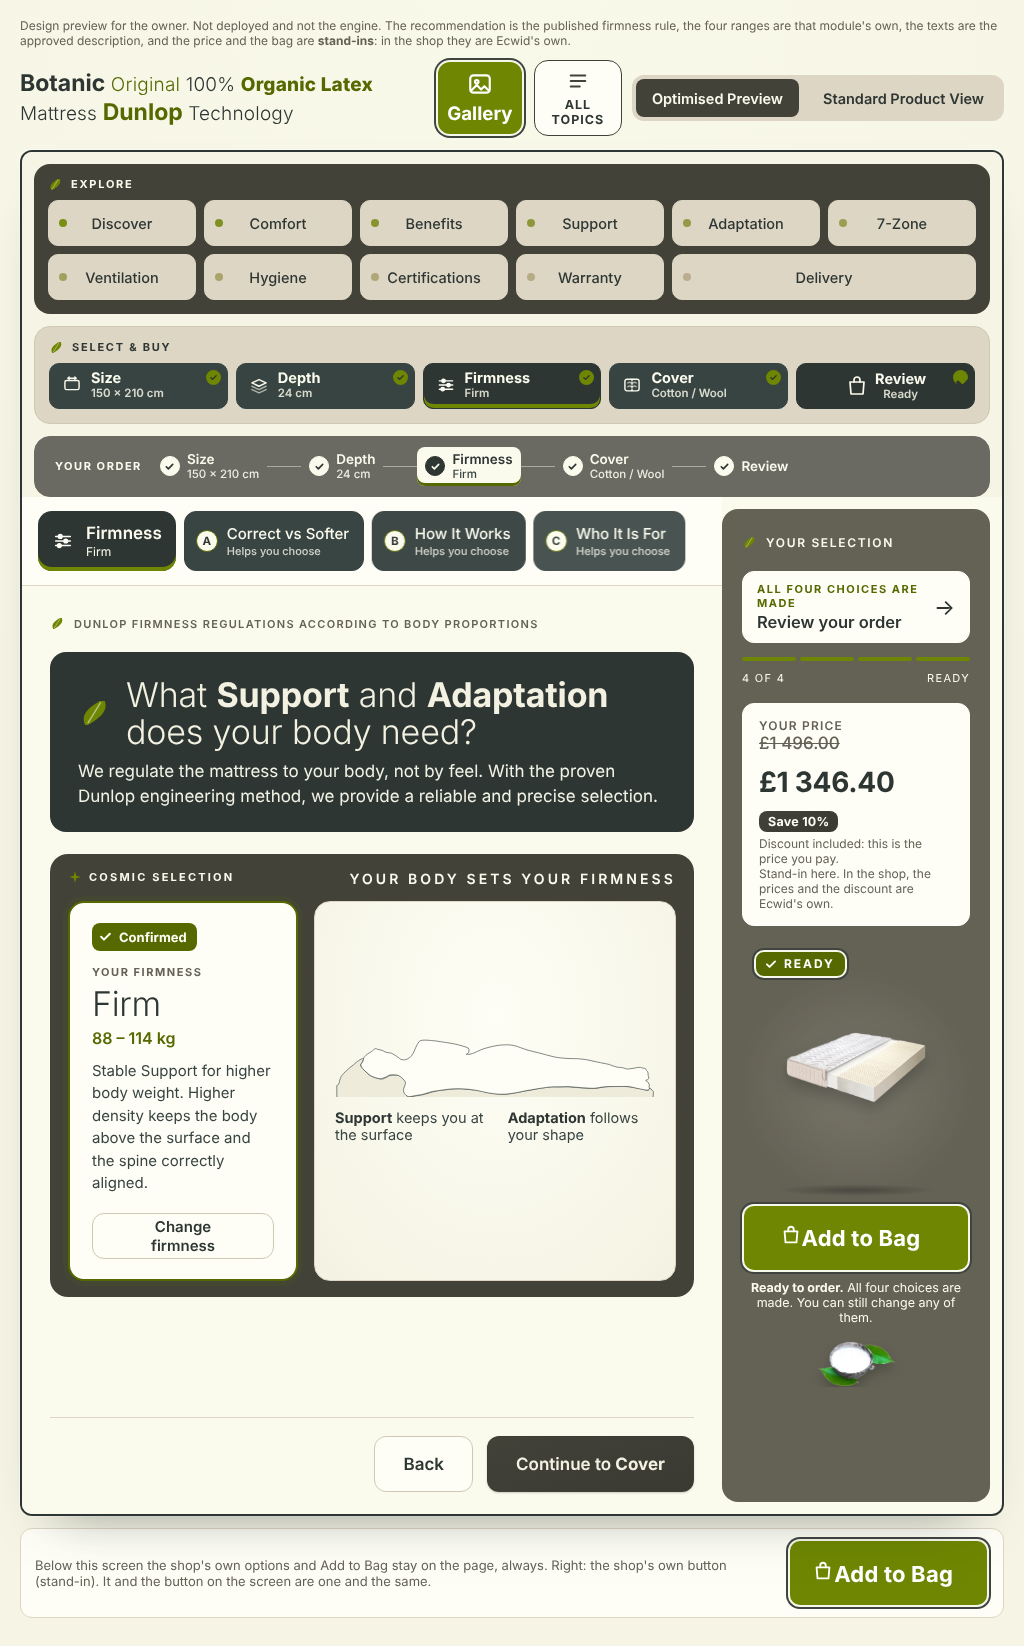 Design preview for the owner. Not deployed and not the engine. The recommendation is the published firmness rule, the four ranges are that module's own, the texts are the
approved description, and the price and the bag are stand-ins: in the shop they are Ecwid's own.
Botanic Original 100% Organic Latex
Mattress Dunlop Technology
Gallery
ALL
TOPICS
Optimised Preview
Standard Product View
EXPLORE
Discover
Comfort
Benefits
Support
Adaptation
7-Zone
Ventilation
Hygiene
Certifications
Warranty
Delivery
SELECT & BUY
Size
150 × 210 cm
Depth
24 cm
Firmness
Firm
Cover
Cotton / Wool
Review
Ready
YOUR ORDER
Size
150 × 210 cm
Depth
24 cm
Firmness
Firm
Cover
Cotton / Wool
Review
Firmness
Firm
A
Correct vs Softer
Helps you choose
B
How It Works
Helps you choose
C
Who It Is For
Helps you choose
DUNLOP FIRMNESS REGULATIONS ACCORDING TO BODY PROPORTIONS
What Support and Adaptation
does your body need?
We regulate the mattress to your body, not by feel. With the proven
Dunlop engineering method, we provide a reliable and precise selection.
COSMIC SELECTION
YOUR BODY SETS YOUR FIRMNESS
Confirmed
YOUR FIRMNESS
Firm
88 – 114 kg
Stable Support for higher
body weight. Higher
density keeps the body
above the surface and
the spine correctly
aligned.
Change
firmness
Support keeps you at
the surface
Adaptation follows
your shape
Back
Continue to Cover
YOUR SELECTION
ALL FOUR CHOICES ARE
MADE
Review your order
4 OF 4
READY
YOUR PRICE
£1 496.00
£1 346.40
Save 10%
Discount included: this is the
price you pay.
Stand-in here. In the shop, the
prices and the discount are
Ecwid's own.
READY
Add to Bag
Ready to order. All four choices are
made. You can still change any of
them.
Below this screen the shop's own options and Add to Bag stay on the page, always. Right: the shop's own button
(stand-in). It and the button on the screen are one and the same.
Add to Bag